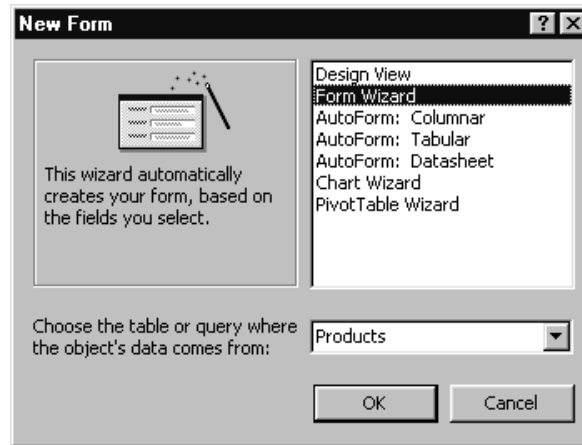 New Form
Design View
Form Wizard
AutoForm: Columnar
AutoForm: Tabular
AutoForm: Datasheet
Chart Wizard
PivotTable Wizard
This wizard automatically
creates your form, based on
the fields you select.
Choose the table or query where
the object's data comes from:
Products
OK
Cancel